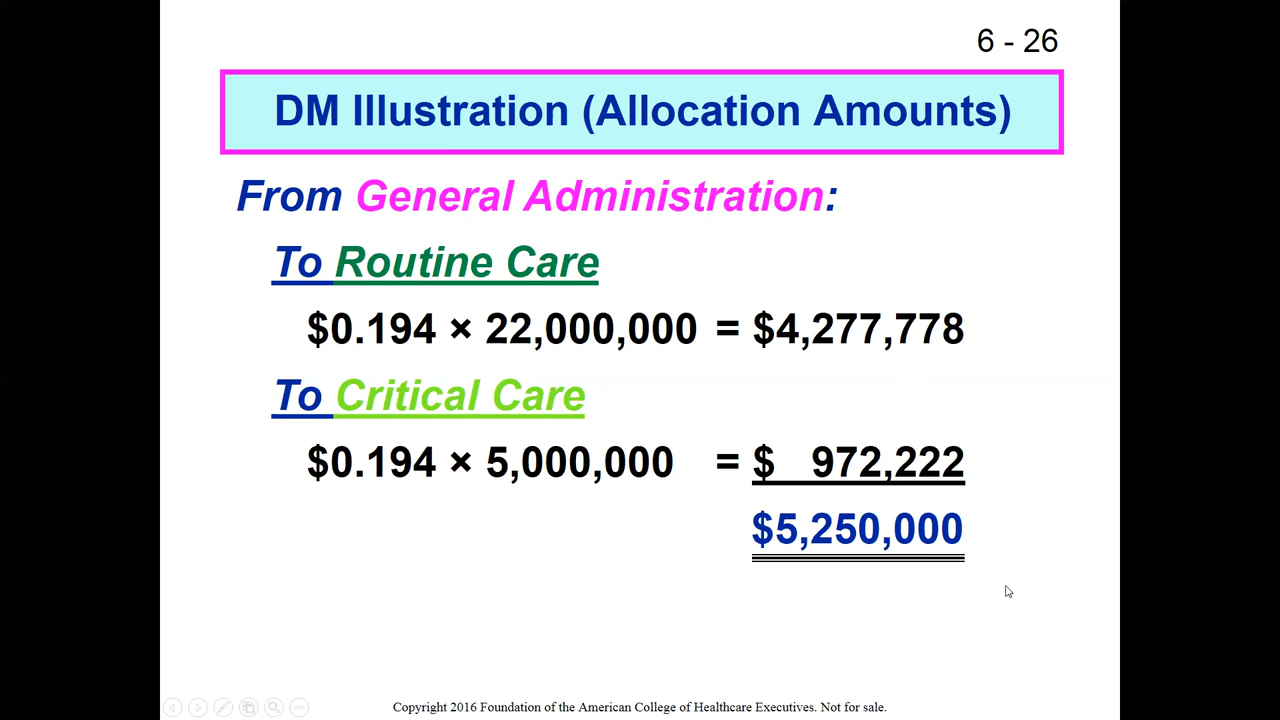 6 - 26
DM Illustration (Allocation Amounts)
From General Administration:
To Routine Care
$0.194 × 22,000,000 = $4,277,778
To Critical Care
$0.194 × 5,000,000 = $ 972,222
$5,250,000
Copyright 2016 Foundation of the American College of Healthcare Executives. Not for sale.